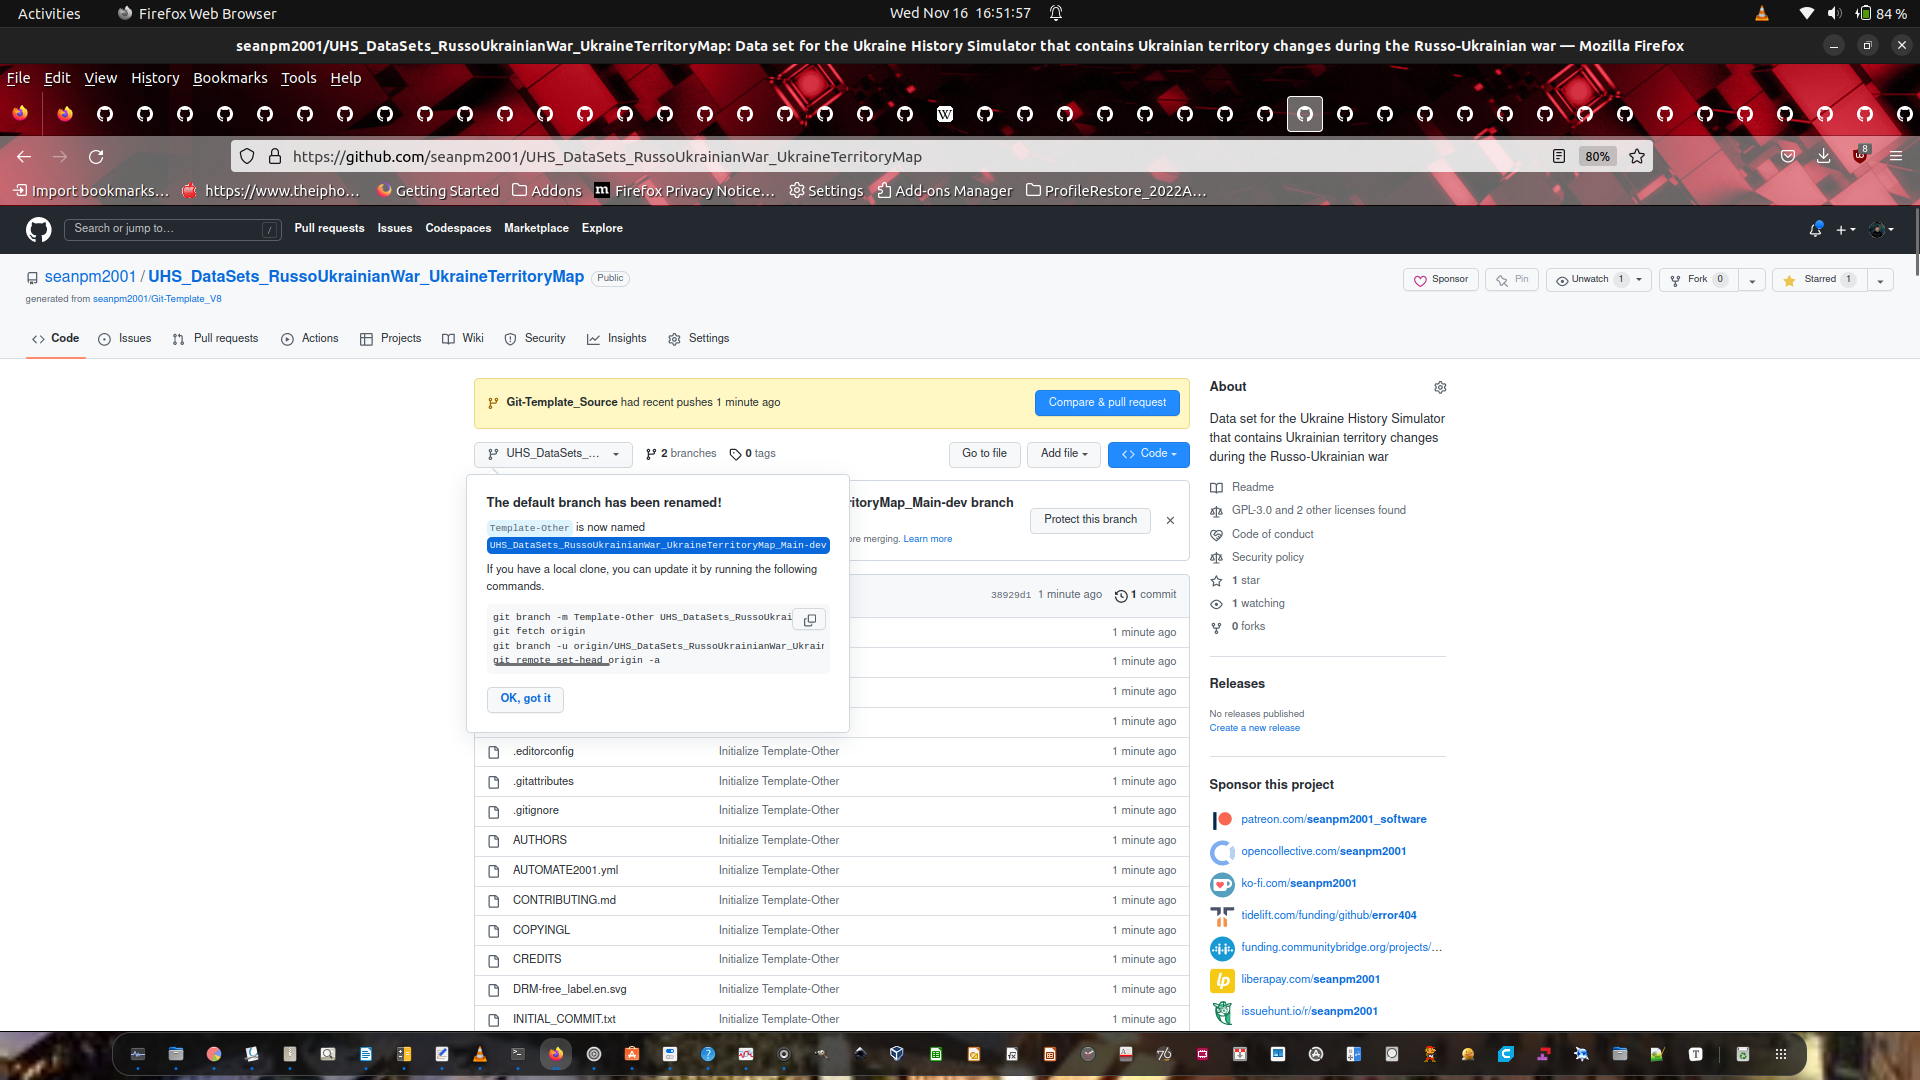 Activities
Firefox Web Browser
Wed Nov 16 16:51:57
84 %
seanpm2001/UHS_DataSets_RussoUkrainianWar_UkraineTerritoryMap: Data set for the Ukraine History Simulator that contains Ukrainian territory changes during the Russo-Ukrainian war — Mozilla Firefox
File Edit View History Bookmarks Tools Help
https://github.com/seanpm2001/UHS_DataSets_RussoUkrainianWar_UkraineTerritoryMap
80%
8
Import bookmarks… https://www.theipho… Getting Started Addons Firefox Privacy Notice… Settings Add-ons Manager ProfileRestore_2022A…
Search or jump to… /
Pull requests Issues Codespaces Marketplace Explore
seanpm2001 / UHS_DataSets_RussoUkrainianWar_UkraineTerritoryMap Public
generated from seanpm2001/Git-Template_V8
Sponsor Pin Unwatch 1 Fork 0 Starred 1
Code Issues Pull requests Actions Projects Wiki Security Insights Settings
Git-Template_Source had recent pushes 1 minute ago
Compare & pull request
UHS_DataSets_… 2 branches 0 tags
Go to file Add file Code
The default branch has been renamed!
Template-Other is now named
UHS_DataSets_RussoUkrainianWar_UkraineTerritoryMap_Main-dev
If you have a local clone, you can update it by running the following
commands.
git branch -m Template-Other UHS_DataSets_RussoUkrai
git fetch origin
git branch -u origin/UHS_DataSets_RussoUkrainianWar_Ukrain
git remote set-head origin -a
OK, got it
ritoryMap_Main-dev branch
Protect this branch
ore merging. Learn more
38929d1 1 minute ago 1 commit
1 minute ago
1 minute ago
1 minute ago
1 minute ago
.editorconfig Initialize Template-Other 1 minute ago
.gitattributes Initialize Template-Other 1 minute ago
.gitignore Initialize Template-Other 1 minute ago
AUTHORS Initialize Template-Other 1 minute ago
AUTOMATE2001.yml Initialize Template-Other 1 minute ago
CONTRIBUTING.md Initialize Template-Other 1 minute ago
COPYINGL Initialize Template-Other 1 minute ago
CREDITS Initialize Template-Other 1 minute ago
DRM-free_label.en.svg Initialize Template-Other 1 minute ago
INITIAL_COMMIT.txt Initialize Template-Other 1 minute ago
About
Data set for the Ukraine History Simulator
that contains Ukrainian territory changes
during the Russo-Ukrainian war
Readme
GPL-3.0 and 2 other licenses found
Code of conduct
Security policy
1 star
1 watching
0 forks
Releases
No releases published
Create a new release
Sponsor this project
patreon.com/seanpm2001_software
opencollective.com/seanpm2001
ko-fi.com/seanpm2001
tidelift.com/funding/github/error404
funding.communitybridge.org/projects/…
liberapay.com/seanpm2001
issuehunt.io/r/seanpm2001